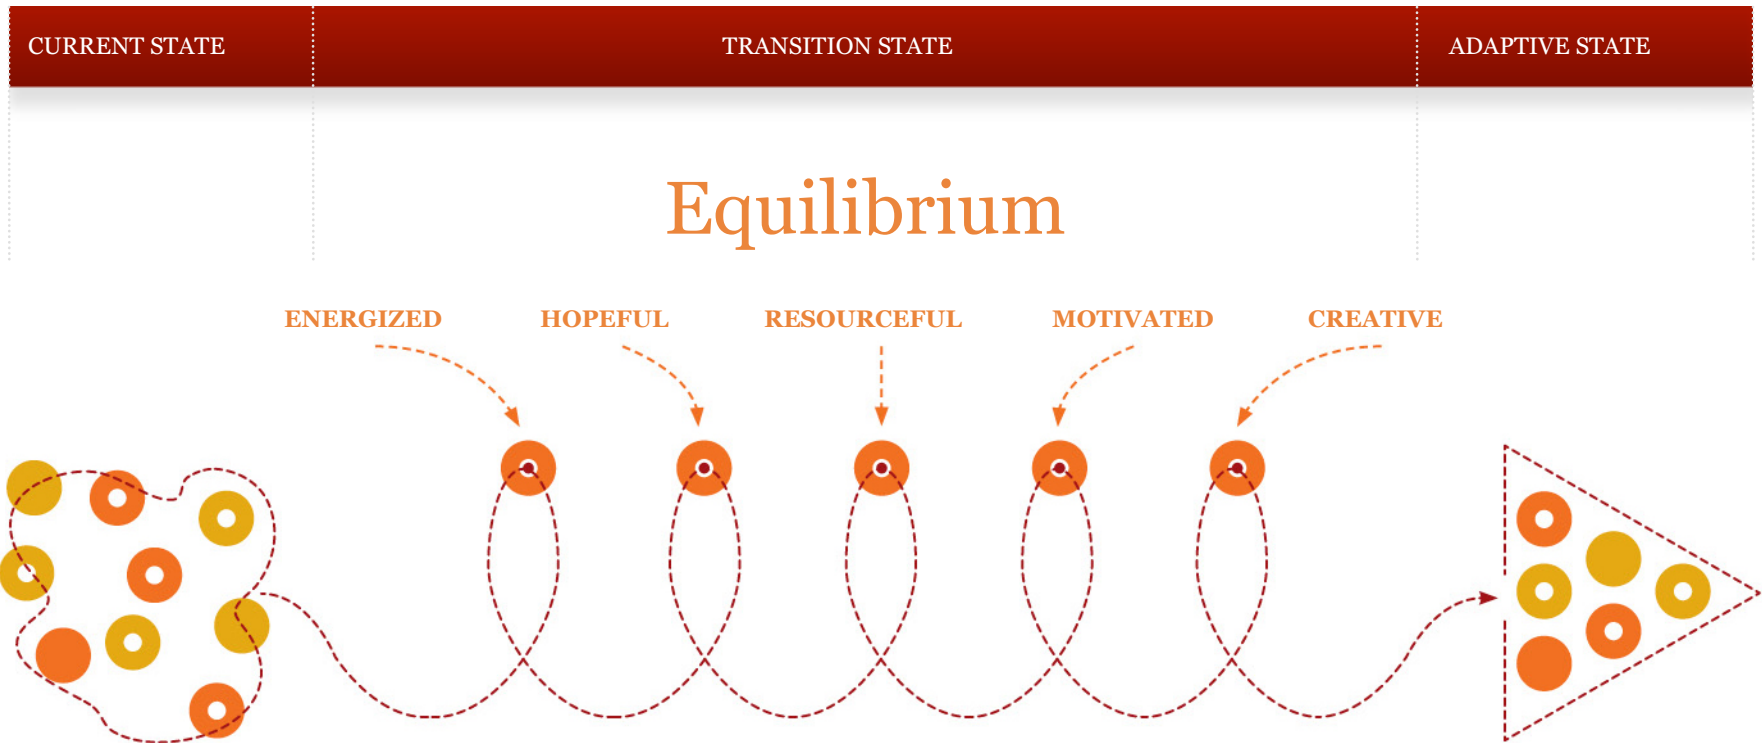 CURRENT STATE
TRANSITION STATE
ADAPTIVE STATE
Equilibrium
ENERGIZED
HOPEFUL
RESOURCEFUL
MOTIVATED
CREATIVE